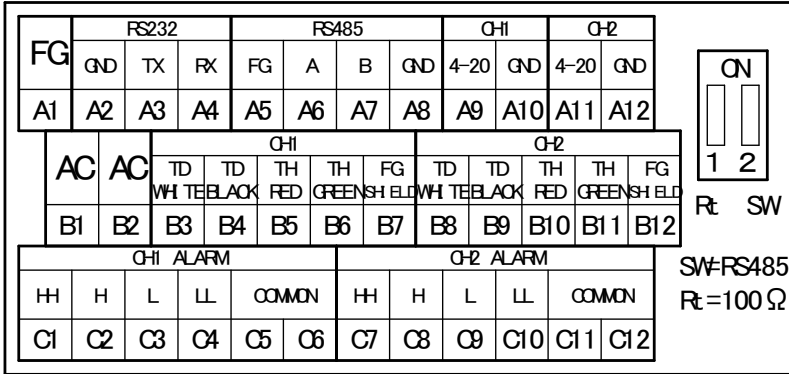 FG RS232 RS485 CH1 CH2
GND TX RX FG A B GND 4-20 GND 4-20 GND
A1 A2 A3 A4 A5 A6 A7 A8 A9 A10 A11 A12
AC AC CH1 CH2
TD WHITE TD BLACK TH RED TH GREEN FG SHIELD TD WHITE TD BLACK TH RED TH GREEN FG SHIELD
B1 B2 B3 B4 B5 B6 B7 B8 B9 B10 B11 B12
CH1 ALARM CH2 ALARM
HH H L LL COMMON HH H L LL COMMON
C1 C2 C3 C4 C5 C6 C7 C8 C9 C10 C11 C12
ON
1 2
Rt SW
SW=RS485
Rt=100Ω